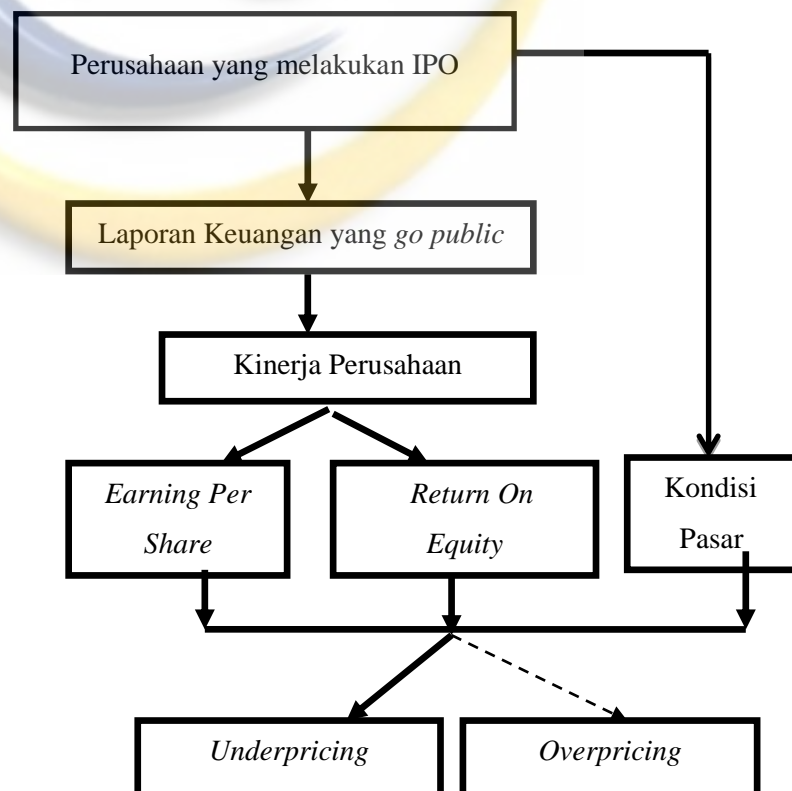 Perusahaan yang melakukan IPO
Laporan Keuangan yang go public
Kinerja Perusahaan
Earning Per
Share
Return On
Equity
Kondisi
Pasar
Underpricing
Overpricing